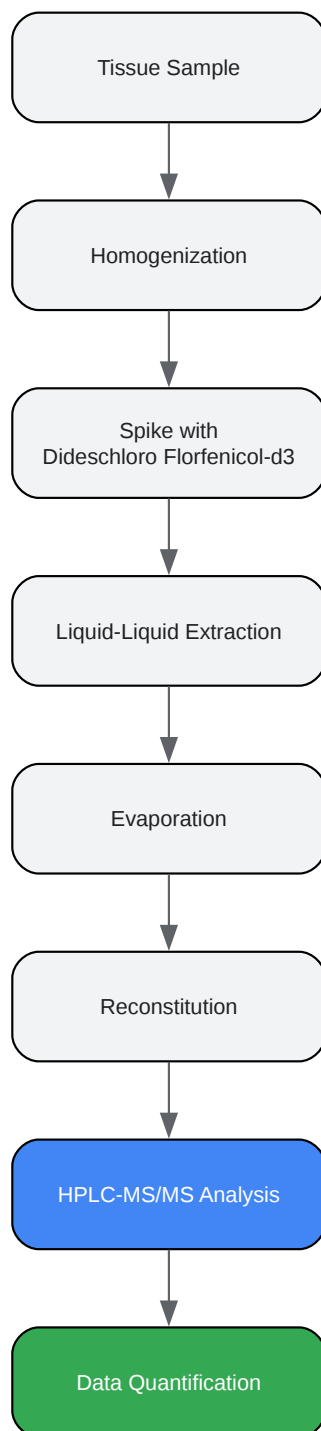 Tissue Sample
Homogenization
Spike with
Dideschloro Florfenicol-d3
Liquid-Liquid Extraction
Evaporation
Reconstitution
HPLC-MS/MS Analysis
Data Quantification